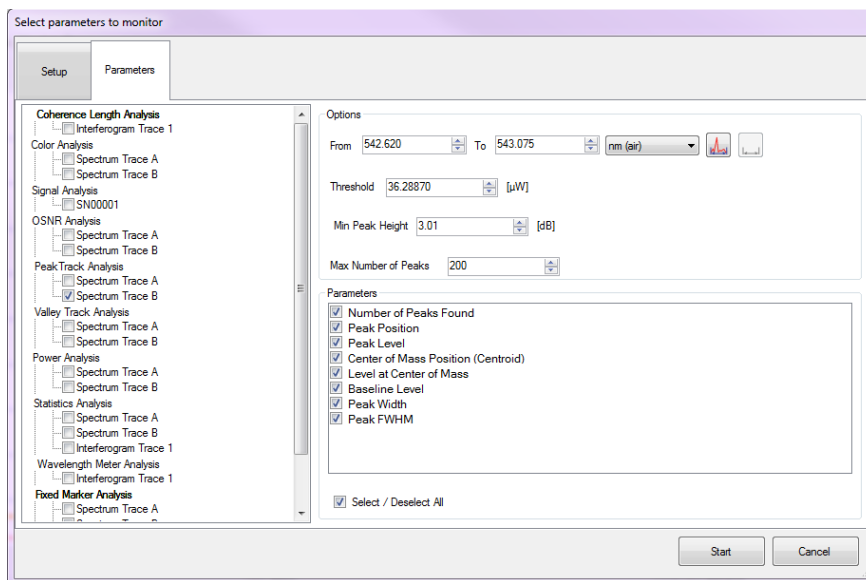 Select parameters to monitor
Setup
Parameters
Coherence Length Analysis
Interferogram Trace 1
Color Analysis
Spectrum Trace A
Spectrum Trace B
Signal Analysis
SN00001
OSNR Analysis
Spectrum Trace A
Spectrum Trace B
PeakTrack Analysis
Spectrum Trace A
Spectrum Trace B
Valley Track Analysis
Spectrum Trace A
Spectrum Trace B
Power Analysis
Spectrum Trace A
Spectrum Trace B
Statistics Analysis
Spectrum Trace A
Spectrum Trace B
Interferogram Trace 1
Wavelength Meter Analysis
Interferogram Trace 1
Fixed Marker Analysis
Spectrum Trace A
Options
From 542.620 To 543.075 nm (air)
Threshold 36.28870 [µW]
Min Peak Height 3.01 [dB]
Max Number of Peaks 200
Parameters
Number of Peaks Found
Peak Position
Peak Level
Center of Mass Position (Centroid)
Level at Center of Mass
Baseline Level
Peak Width
Peak FWHM
Select / Deselect All
Start Cancel